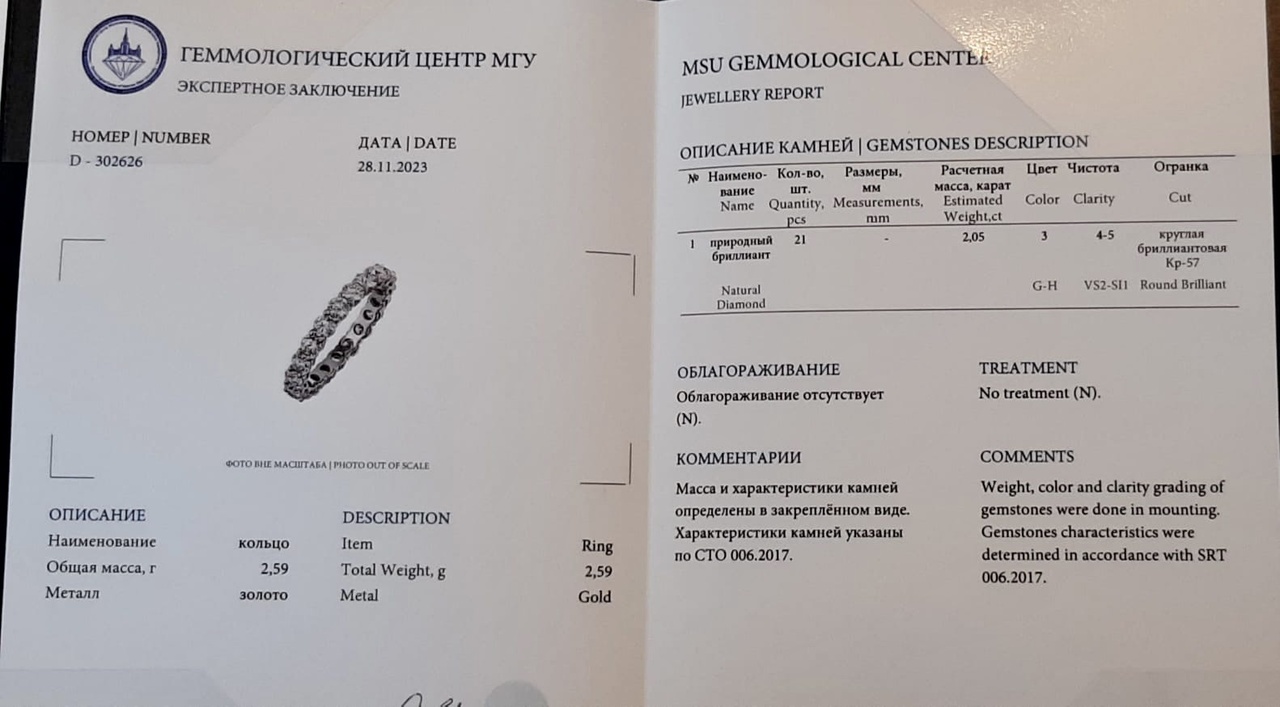 ГЕММОЛОГИЧЕСКИЙ ЦЕНТР МГУ
ЭКСПЕРТНОЕ ЗАКЛЮЧЕНИЕ
НОМЕР | NUMBER
D - 302626
ДАТА | DATE
28.11.2023
ФОТО ВНЕ МАСШТАБА | PHOTO OUT OF SCALE
ОПИСАНИЕ
Наименование кольцо
Общая масса, г 2,59
Металл золото
DESCRIPTION
Item Ring
Total Weight, g 2,59
Metal Gold
MSU GEMMOLOGICAL CENTER
JEWELLERY REPORT
ОПИСАНИЕ КАМНЕЙ | GEMSTONES DESCRIPTION
№ Наимено- Кол-во, Размеры, Расчетная Цвет Чистота Огранка
вание шт. мм масса, карат
Name Quantity, Measurements, Estimated Color Clarity Cut
pcs mm Weight,ct
1 природный 21 - 2,05 3 4-5 круглая
бриллиант бриллиантовая
Кр-57
Natural G-H VS2-SI1 Round Brilliant
Diamond
ОБЛАГОРАЖИВАНИЕ
Облагораживание отсутствует
(N).
TREATMENT
No treatment (N).
КОММЕНТАРИИ
Масса и характеристики камней
определены в закреплённом виде.
Характеристики камней указаны
по СТО 006.2017.
COMMENTS
Weight, color and clarity grading of
gemstones were done in mounting.
Gemstones characteristics were
determined in accordance with SRT
006.2017.